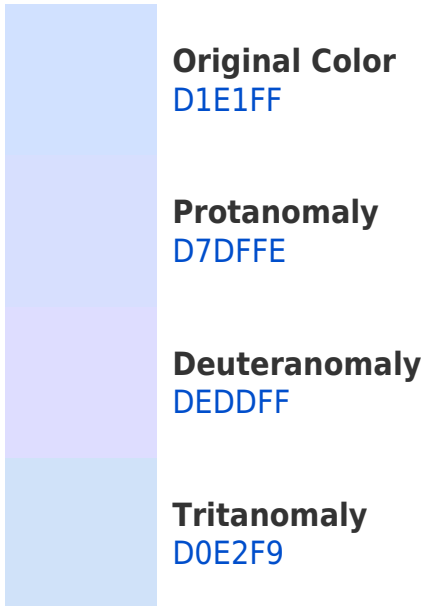 Original Color
D1E1FF
Protanomaly
D7DFFE
Deuteranomaly
DEDDFF
Tritanomaly
D0E2F9